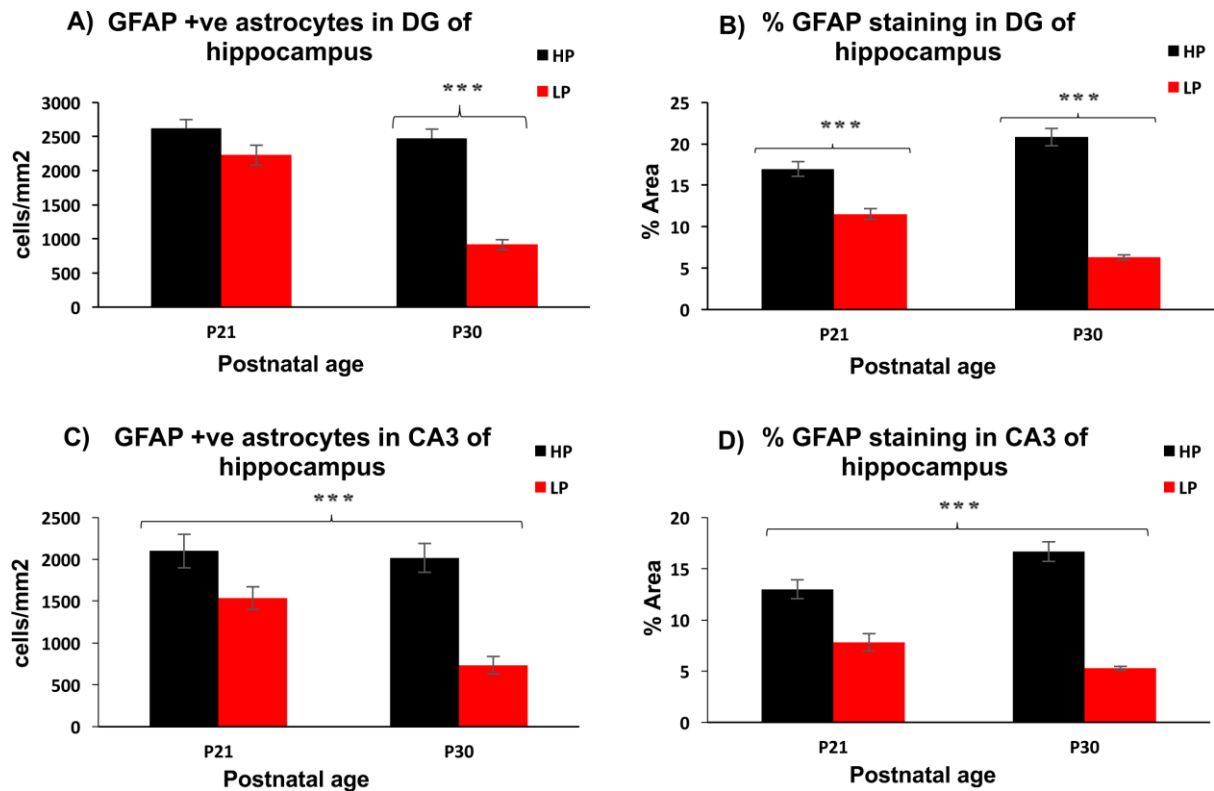 A) GFAP +ve astrocytes in DG of
hippocampus
HP
LP
***
3000
2500
2000
1500
1000
500
0
cells/mm2
P21
P30
Postnatal age
B) % GFAP staining in DG of
hippocampus
HP
LP
***
***
25
20
15
10
5
0
% Area
P21
P30
Postnatal age
C) GFAP +ve astrocytes in CA3 of
hippocampus
HP
LP
***
2500
2000
1500
1000
500
0
cells/mm2
P21
P30
Postnatal age
D) % GFAP staining in CA3 of
hippocampus
HP
LP
***
20
15
10
5
0
% Area
P21
P30
Postnatal age